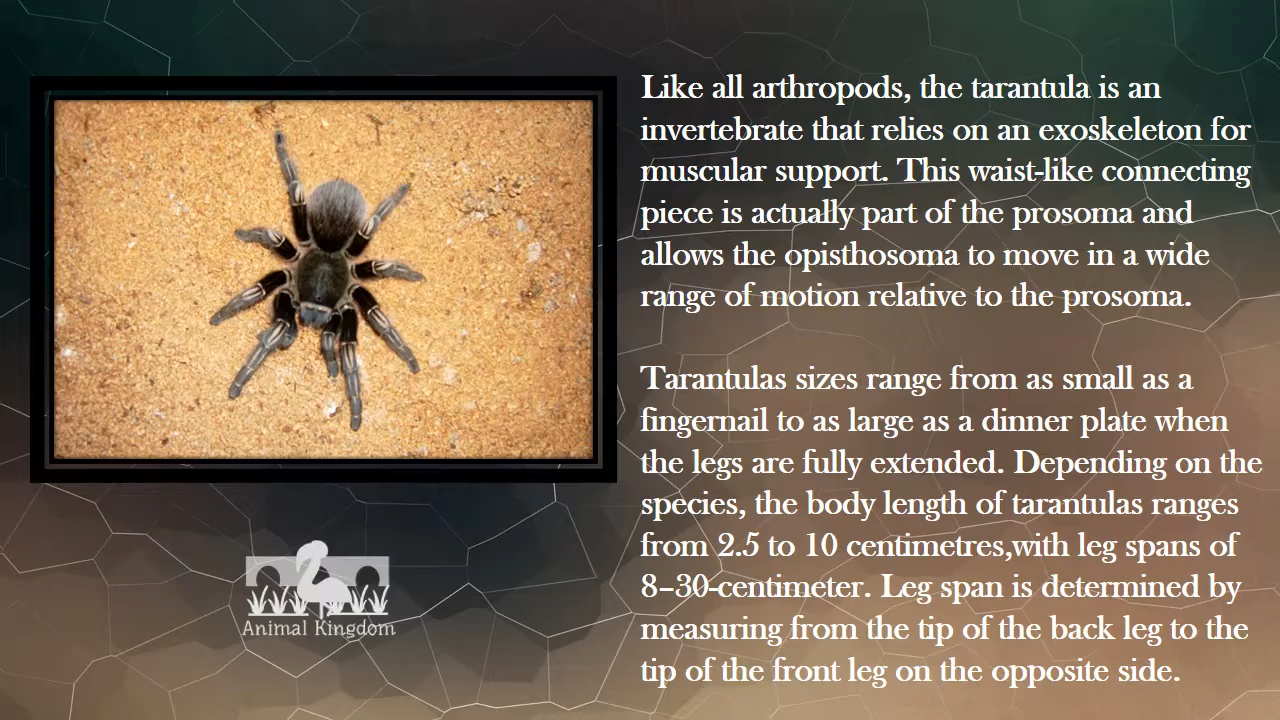 Like all arthropods, the tarantula is an
invertebrate that relies on an exoskeleton for
muscular support. This waist-like connecting
piece is actually part of the prosoma and
allows the opisthosoma to move in a wide
range of motion relative to the prosoma.
Tarantulas sizes range from as small as a
fingernail to as large as a dinner plate when
the legs are fully extended. Depending on the
species, the body length of tarantulas ranges
from 2.5 to 10 centimetres,with leg spans of
8–30-centimeter. Leg span is determined by
measuring from the tip of the back leg to the
tip of the front leg on the opposite side.
Animal Kingdom